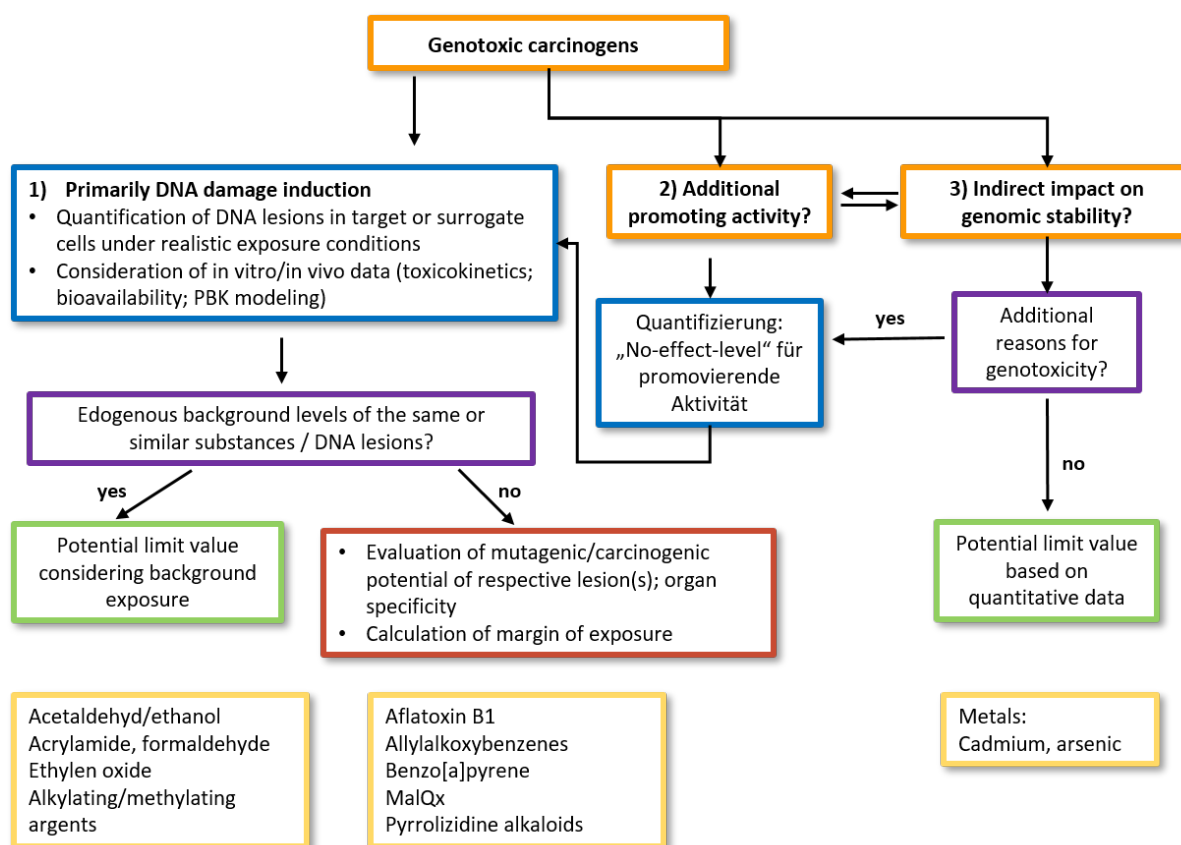 Genotoxic carcinogens
1) Primarily DNA damage induction
• Quantification of DNA lesions in target or surrogate
cells under realistic exposure conditions
• Consideration of in vitro/in vivo data (toxicokinetics;
bioavailability; PBK modeling)
2) Additional
promoting activity?
3) Indirect impact on
genomic stability?
Quantifizierung:
„No-effect-level“ für
promovierende
Aktivität
yes
Additional
reasons for
genotoxicity?
Edogenous background levels of the same or
similar substances / DNA lesions?
yes
no
no
Potential limit value
considering background
exposure
• Evaluation of mutagenic/carcinogenic
potential of respective lesion(s); organ
specificity
• Calculation of margin of exposure
Potential limit value
based on
quantitative data
Acetaldehyd/ethanol
Acrylamide, formaldehyde
Ethylen oxide
Alkylating/methylating
argents
Aflatoxin B1
Allylalkoxybenzenes
Benzo[a]pyrene
MalQx
Pyrrolizidine alkaloids
Metals:
Cadmium, arsenic